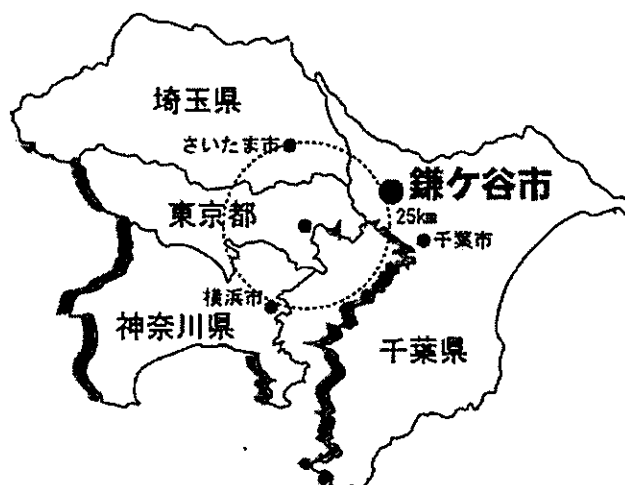 埼玉県
さいたま市
鎌ケ谷市
東京都
25km
千葉市
横浜市
神奈川県
千葉県